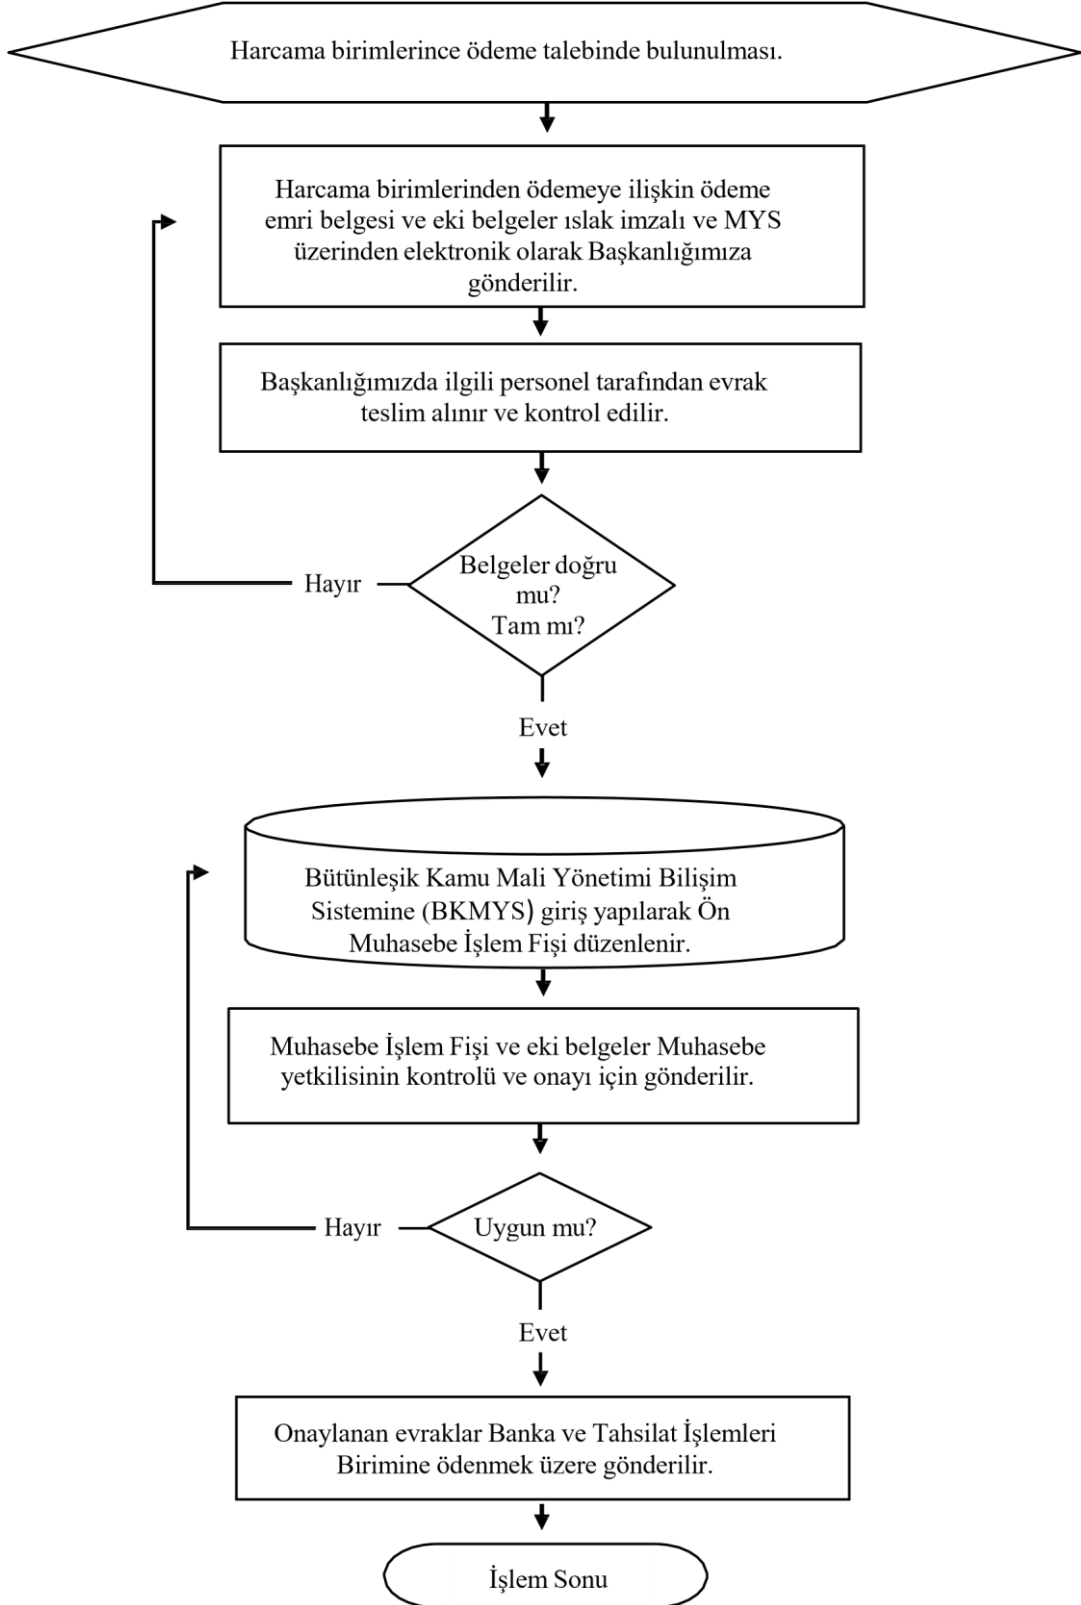 Harcama birimlerince ödeme talebinde bulunulması.
Harcama birimlerinden ödemeye ilişkin ödeme
emri belgesi ve eki belgeler ıslak imzalı ve MYS
üzerinden elektronik olarak Başkanlığımıza
gönderilir.
Başkanlığımızda ilgili personel tarafından evrak
teslim alınır ve kontrol edilir.
Belgeler doğru
mu?
Tam mı?
Hayır
Evet
Bütünleşik Kamu Mali Yönetimi Bilişim
Sistemine (BKMYS) giriş yapılarak Ön
Muhasebe İşlem Fişi düzenlenir.
Muhasebe İşlem Fişi ve eki belgeler Muhasebe
yetkilisinin kontrolü ve onayı için gönderilir.
Hayır
Uygun mu?
Evet
Onaylanan evraklar Banka ve Tahsilat İşlemleri
Birimine ödenmek üzere gönderilir.
İşlem Sonu